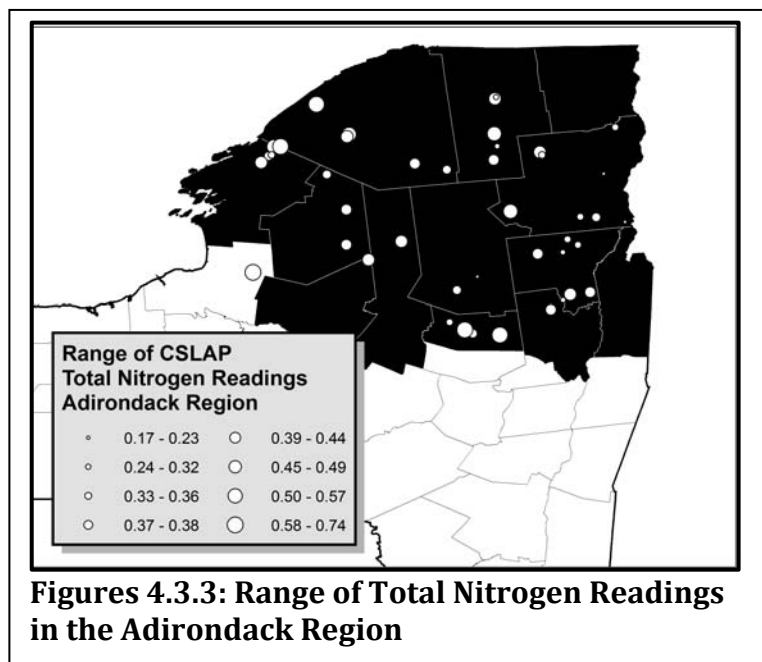 Range of CSLAP
Total Nitrogen Readings
Adirondack Region
0.17 - 0.23
0.24 - 0.32
0.33 - 0.36
0.37 - 0.38
0.39 - 0.44
0.45 - 0.49
0.50 - 0.57
0.58 - 0.74
Figures 4.3.3: Range of Total Nitrogen Readings
in the Adirondack Region